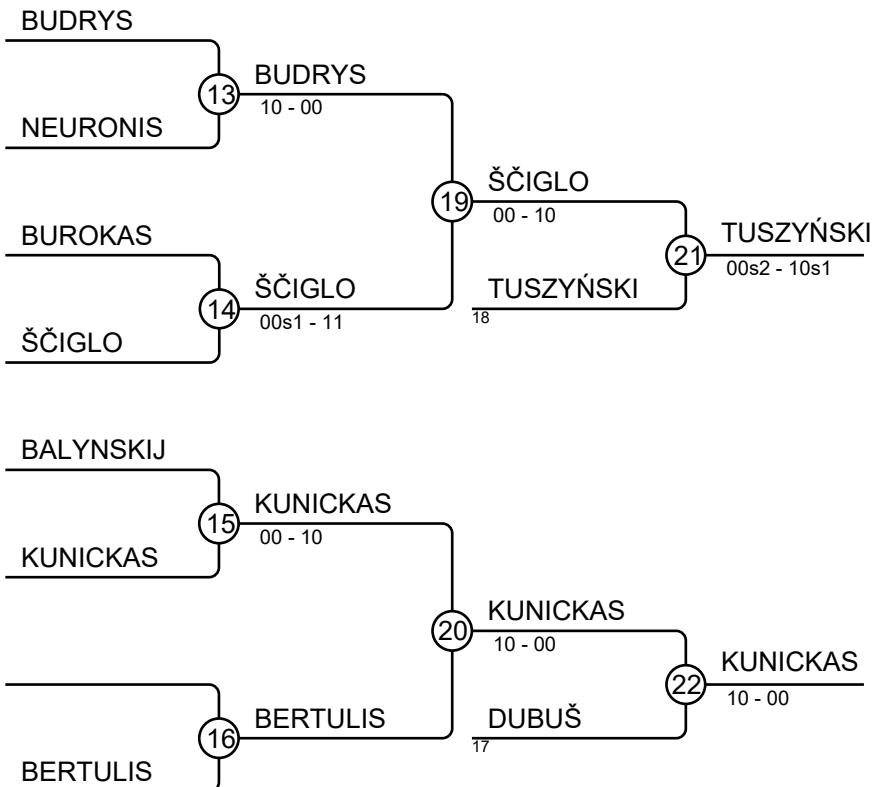 BUDRYS
13
BUDRYS
10 - 00
NEURONIS
19
ŠČIGLO
00 - 10
BUROKAS
21
TUSZYŃSKI
00s2 - 10s1
14
ŠČIGLO
00s1 - 11
TUSZYŃSKI
18
ŠČIGLO
BALYNSKIJ
15
KUNICKAS
00 - 10
KUNICKAS
20
KUNICKAS
10 - 00
22
KUNICKAS
10 - 00
16
BERTULIS
DUBUŠ
17
BERTULIS